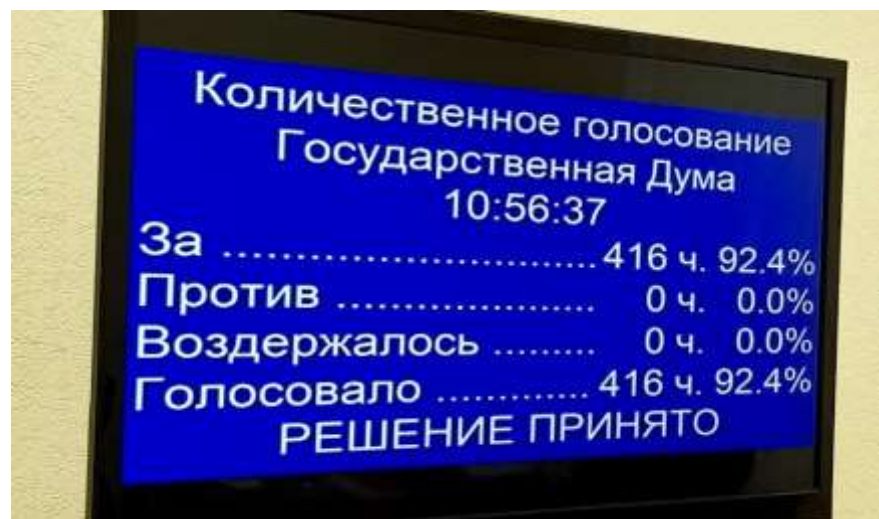 Количественное голосование
Государственная Дума
10:56:37
За .............................. 416 ч. 92.4%
Против ..................... 0 ч. 0.0%
Воздержалось ......... 0 ч. 0.0%
Голосовало ............. 416 ч. 92.4%
РЕШЕНИЕ ПРИНЯТО